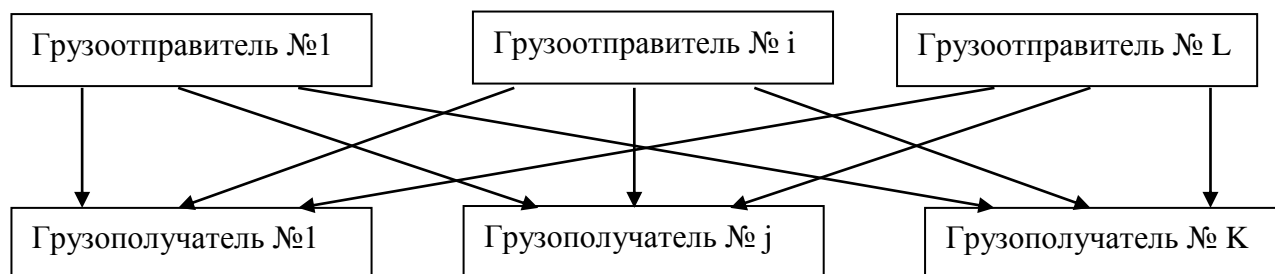 Грузоотправитель №1
Грузоотправитель № i
Грузоотправитель № L
Грузополучатель №1
Грузополучатель № j
Грузополучатель № K